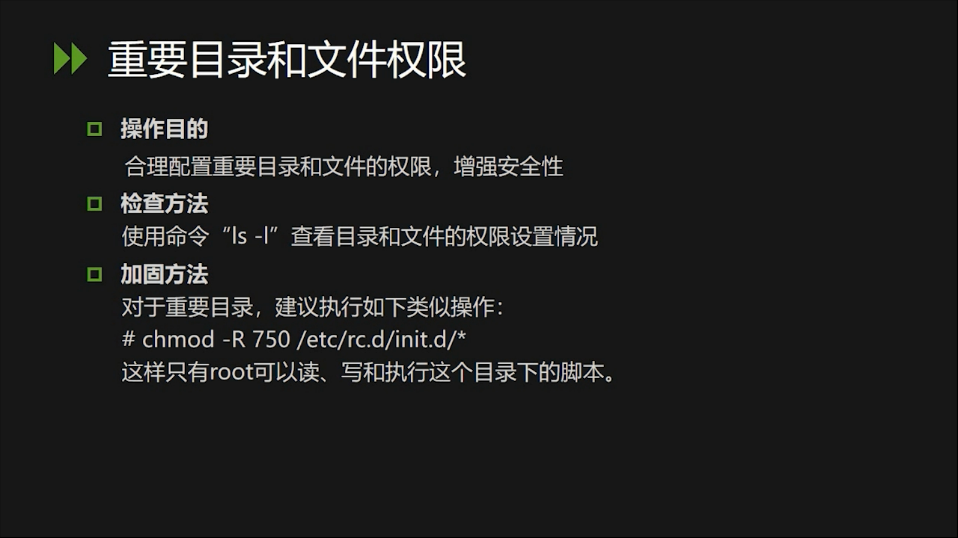 重要目录和文件权限
操作目的
合理配置重要目录和文件的权限，增强安全性
检查方法
使用命令“ls -l”查看目录和文件的权限设置情况
加固方法
对于重要目录，建议执行如下类似操作：
# chmod -R 750 /etc/rc.d/init.d/*
这样只有root可以读、写和执行这个目录下的脚本。